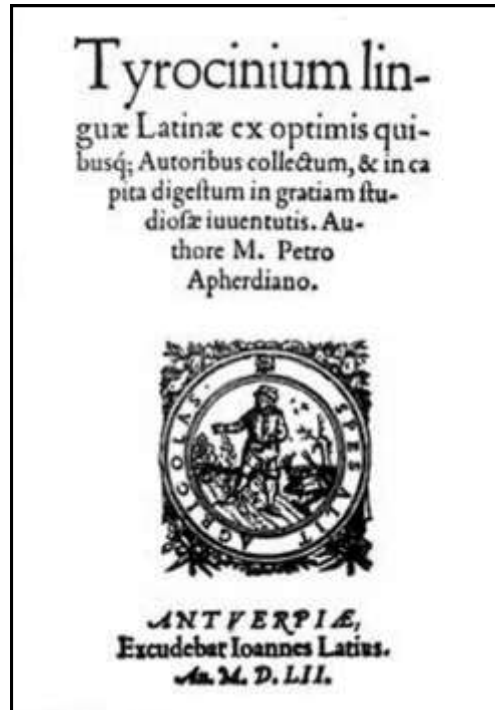 Tyrocinium lin-
guæ Latinæ ex optimis qui-
busq́; Autoribus collectum, & in ca
pita digeſtum in gratiam ſtu-
dioſæ iuuentutis. Au-
thore M. Petro
Apherdiano.
SPES ALIT AGRICOLAS.
ANTVERPIÆ,
Excudebat Ioannes Latius.
An. M. D. LII.